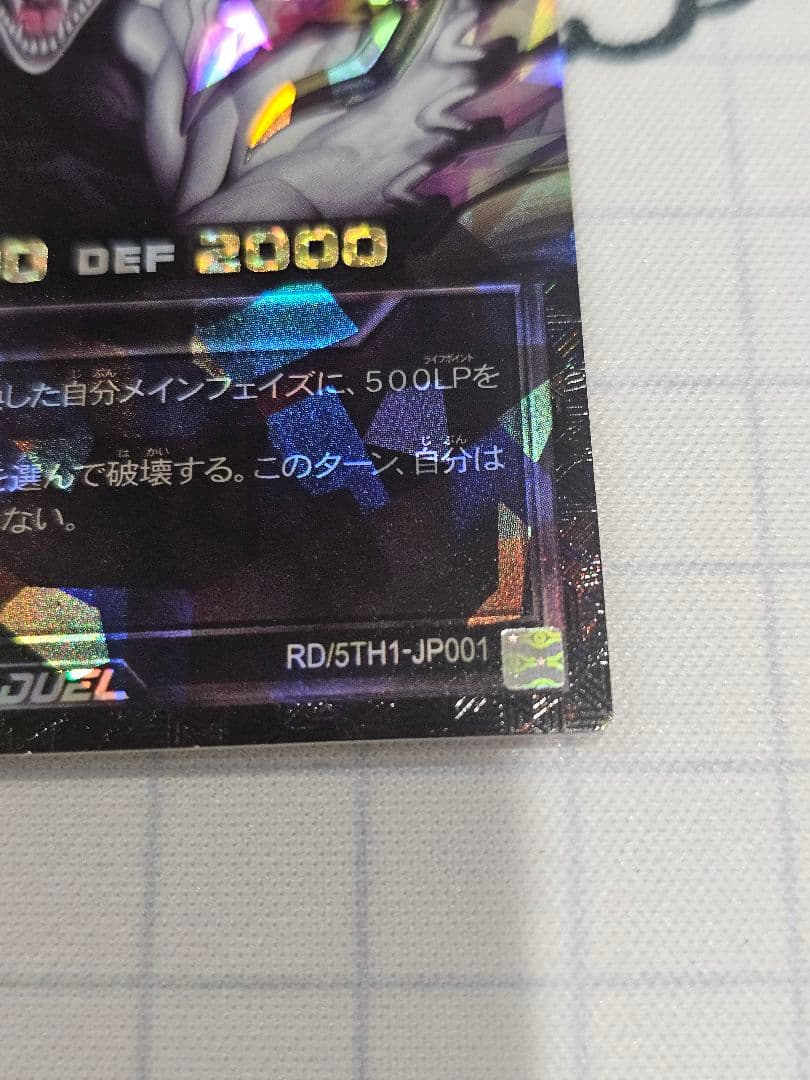 0 DEF 2000
した自分メインフェイズに、500LPを
選んで破壊する。このターン、自分は
ない。
RD/5TH1-JP001
DUEL